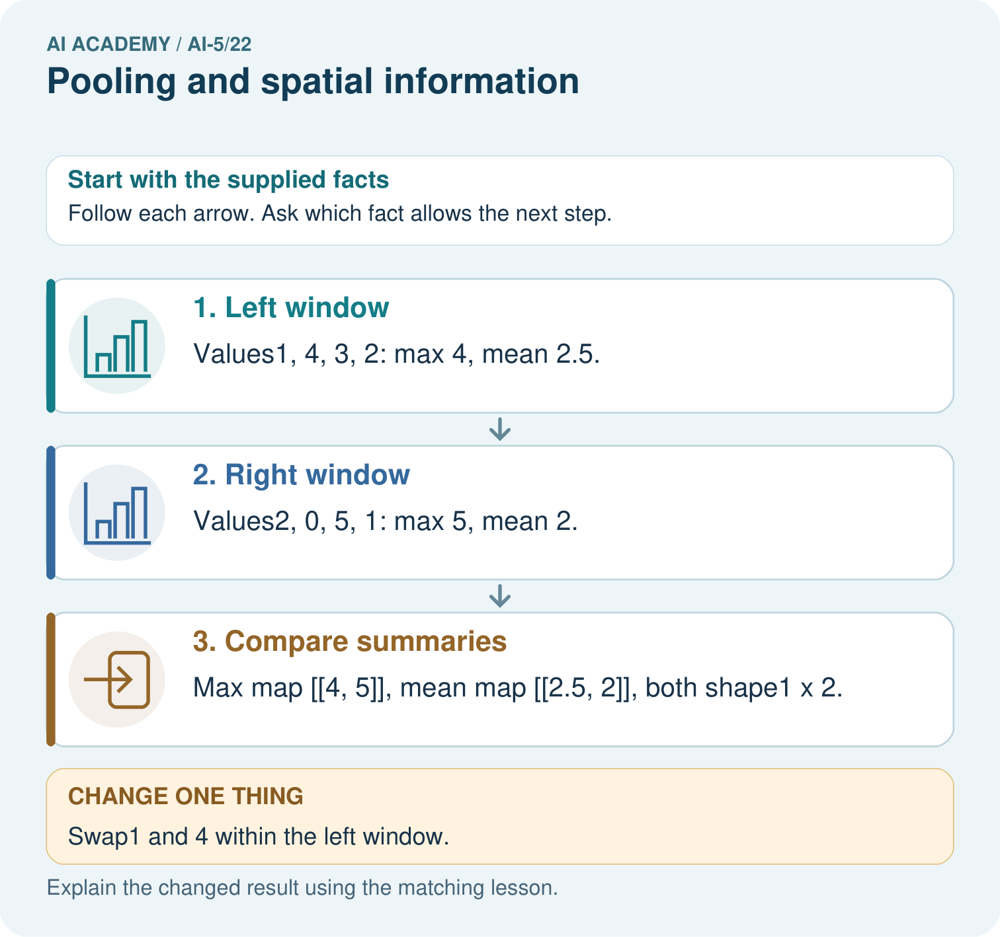 AI ACADEMY / AI-5/22
Pooling and spatial information
Start with the supplied facts
Follow each arrow. Ask which fact allows the next step.
1. Left window
Values1, 4, 3, 2: max 4, mean 2.5.
2. Right window
Values2, 0, 5, 1: max 5, mean 2.
3. Compare summaries
Max map [[4, 5]], mean map [[2.5, 2]], both shape1 x 2.
CHANGE ONE THING
Swap1 and 4 within the left window.
Explain the changed result using the matching lesson.